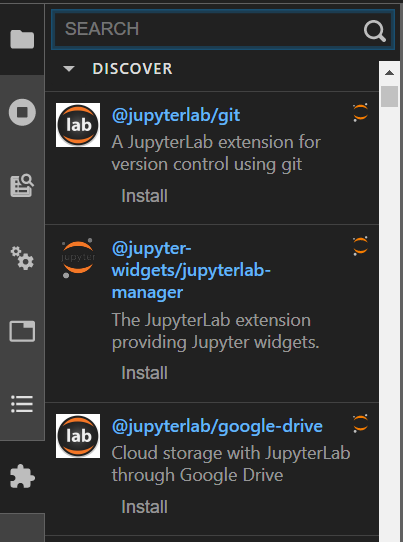 SEARCH
DISCOVER
lab
@jupyterlab/git
A JupyterLab extension for
version control using git
Install
jupyter
@jupyter-
widgets/jupyterlab-
manager
The JupyterLab extension
providing Jupyter widgets.
Install
lab
@jupyterlab/google-drive
Cloud storage with JupyterLab
through Google Drive
Install